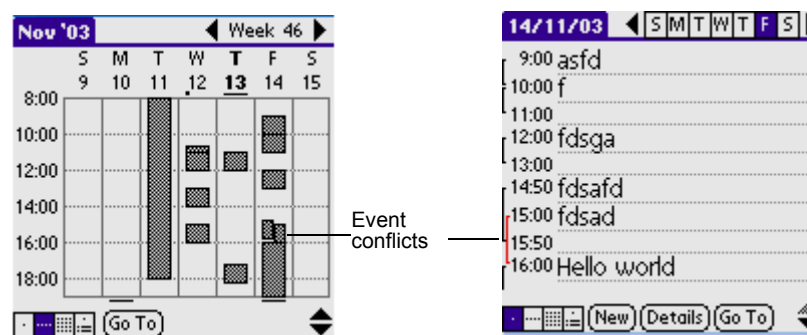 Nov '03
Week 46
S M T W T F S
9 10 11 12 13 14 15
8:00
10:00
12:00
14:00
16:00
18:00
Go To
Event
conflicts
14/11/03
S M T W T F S
9:00 asfd
10:00 f
11:00
12:00 fdsga
13:00
14:50 fdsafd
15:00 fdsad
15:50
16:00 Hello world
New Details Go To